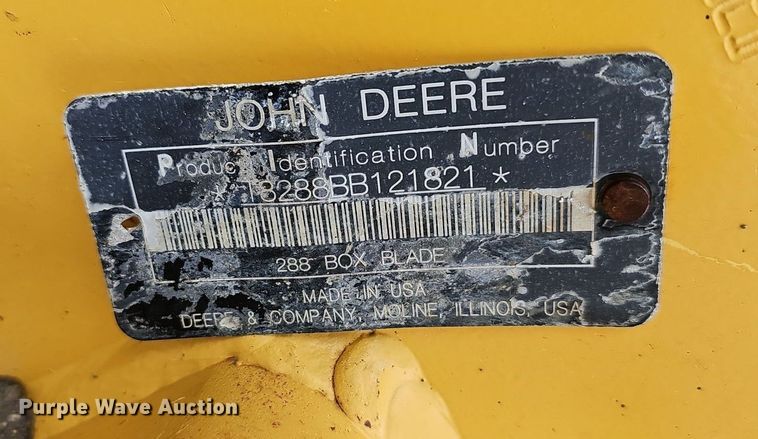 JOHN DEERE
Product Identification Number
* T8288BB121821 *
288 BOX BLADE
MADE IN USA
DEERE & COMPANY, MOLINE, ILLINOIS, USA
Purple Wave Auction